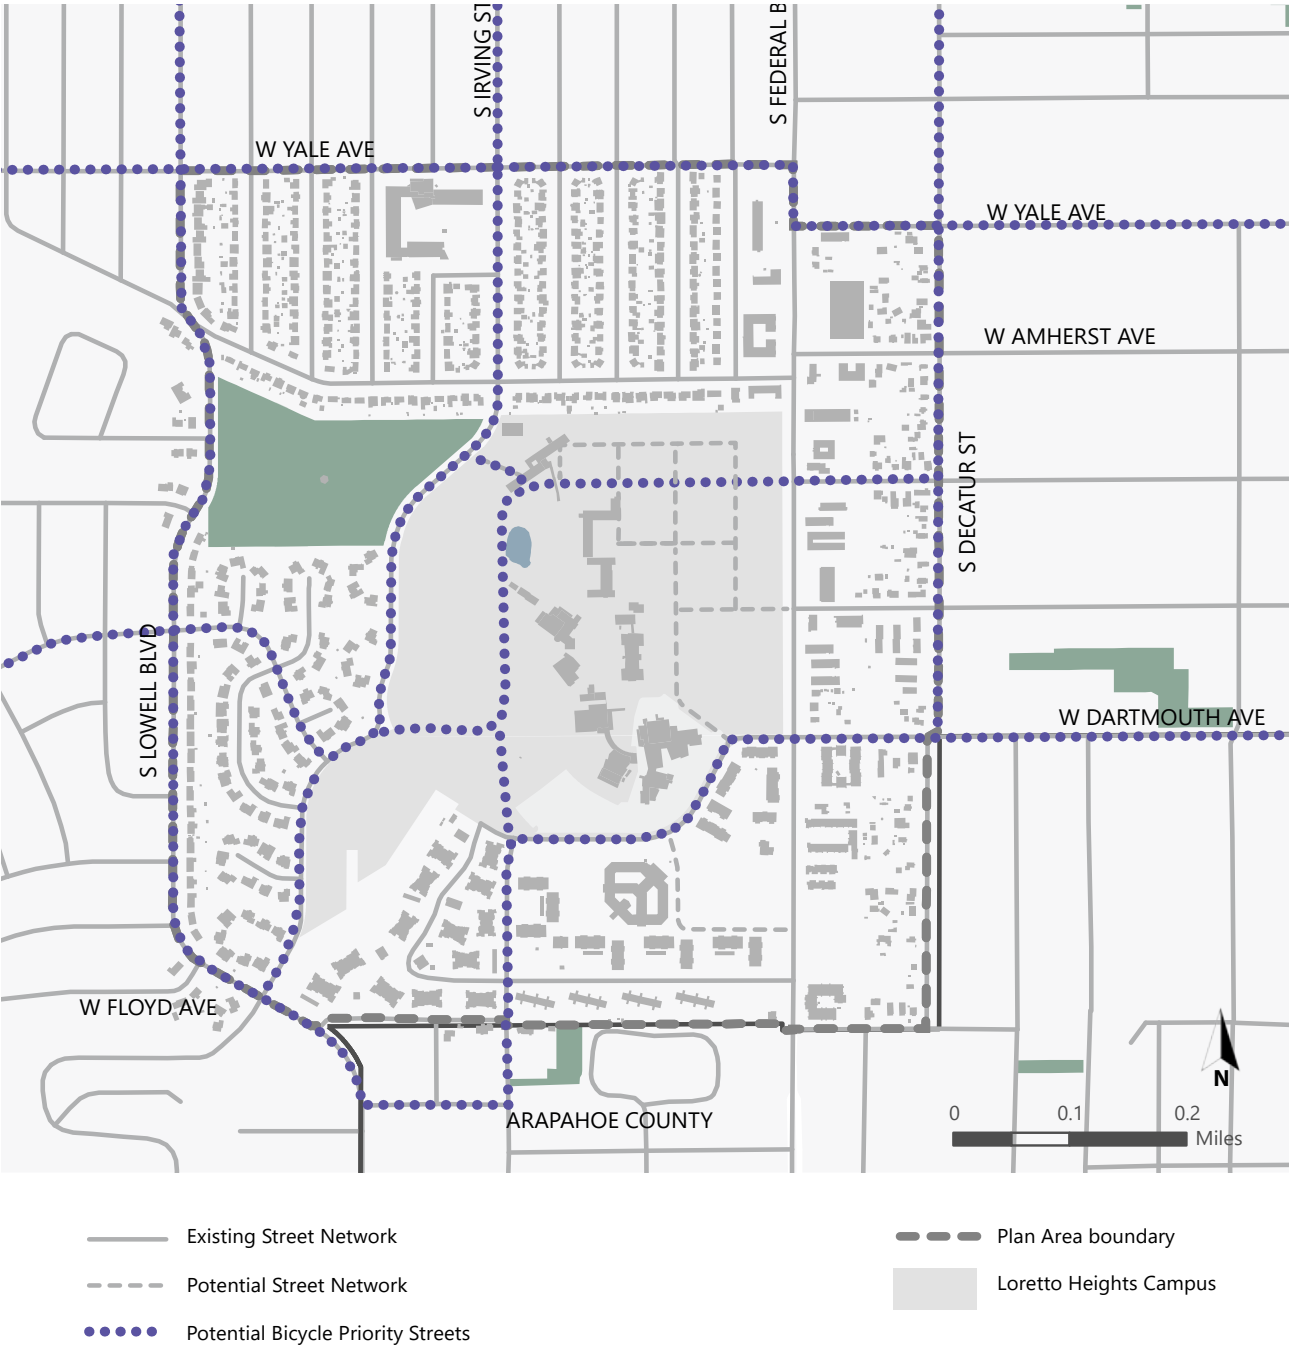 S IRVING ST
S FEDERAL B
W YALE AVE
W YALE AVE
W AMHERST AVE
S DECATUR ST
S LOWELL BLVD
W DARTMOUTH AVE
W FLOYD AVE
N
ARAPAHOE COUNTY
0 0.1 0.2
Miles
Existing Street Network
Potential Street Network
Potential Bicycle Priority Streets
Plan Area boundary
Loretto Heights Campus